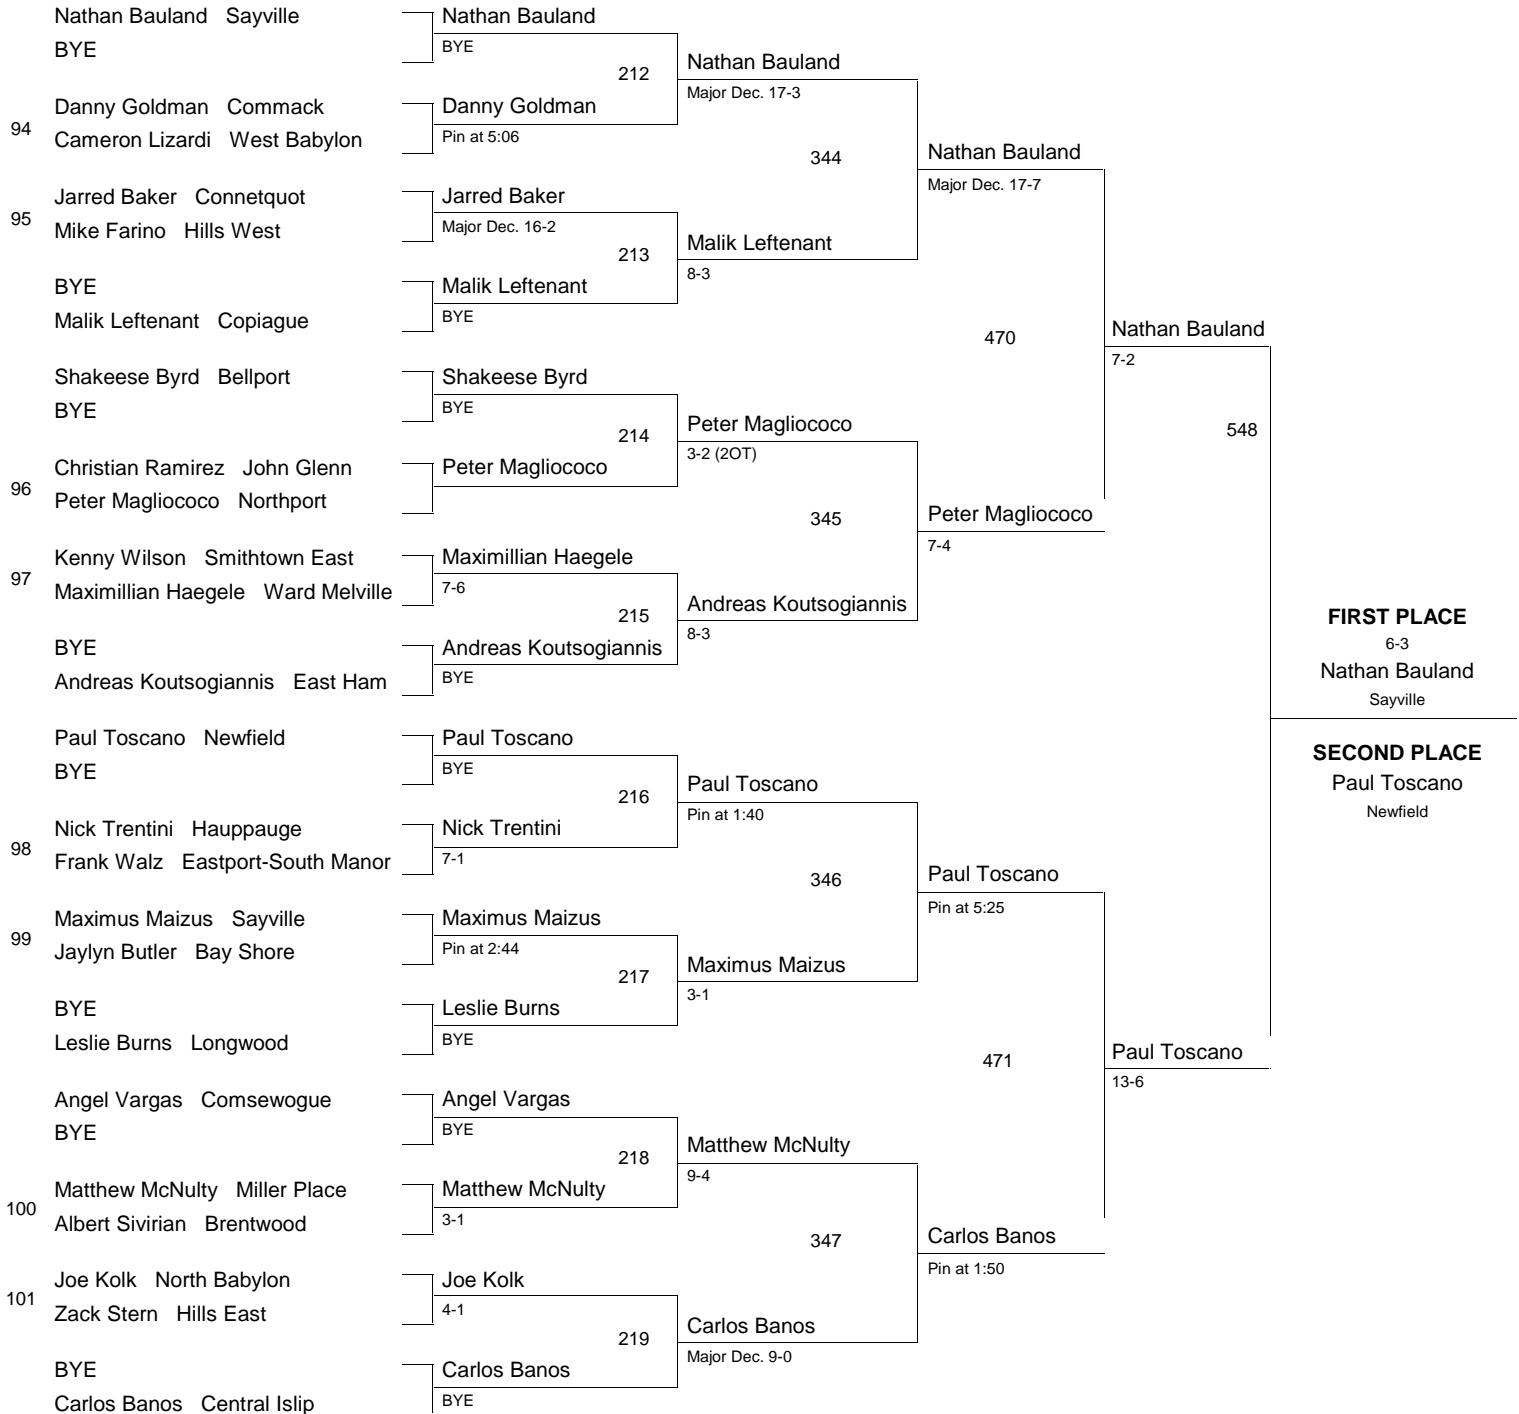 Nathan Bauland Sayville
BYE
94
Danny Goldman Commack
Cameron Lizardi West Babylon
95
Jarred Baker Connetquot
Mike Farino Hills West
BYE
Malik Leftenant Copiague
Shakeese Byrd Bellport
BYE
96
Christian Ramirez John Glenn
Peter Magliococo Northport
97
Kenny Wilson Smithtown East
Maximillian Haegele Ward Melville
BYE
Andreas Koutsogiannis East Ham
Paul Toscano Newfield
BYE
98
Nick Trentini Hauppauge
Frank Walz Eastport-South Manor
99
Maximus Maizus Sayville
Jaylyn Butler Bay Shore
BYE
Leslie Burns Longwood
Angel Vargas Comsewogue
BYE
100
Matthew McNulty Miller Place
Albert Sivirian Brentwood
101
Joe Kolk North Babylon
Zack Stern Hills East
BYE
Carlos Banos Central Islip
Nathan Bauland
BYE
212
Danny Goldman
Pin at 5:06
Jarred Baker
Major Dec. 16-2
213
Malik Leftenant
BYE
Shakeese Byrd
BYE
214
Peter Magliococo
Maximillian Haegele
7-6
215
Andreas Koutsogiannis
BYE
Paul Toscano
BYE
216
Nick Trentini
7-1
Maximus Maizus
Pin at 2:44
217
Leslie Burns
BYE
Angel Vargas
BYE
218
Matthew McNulty
3-1
Joe Kolk
4-1
219
Carlos Banos
BYE
Nathan Bauland
Major Dec. 17-3
344
Malik Leftenant
8-3
Peter Magliococo
3-2 (2OT)
345
Andreas Koutsogiannis
8-3
Paul Toscano
Pin at 1:40
346
Maximus Maizus
3-1
Matthew McNulty
9-4
347
Carlos Banos
Major Dec. 9-0
Nathan Bauland
Major Dec. 17-7
470
Peter Magliococo
7-4
Paul Toscano
Pin at 5:25
471
Carlos Banos
Pin at 1:50
Nathan Bauland
7-2
548
Paul Toscano
13-6
FIRST PLACE
6-3
Nathan Bauland
Sayville
SECOND PLACE
Paul Toscano
Newfield